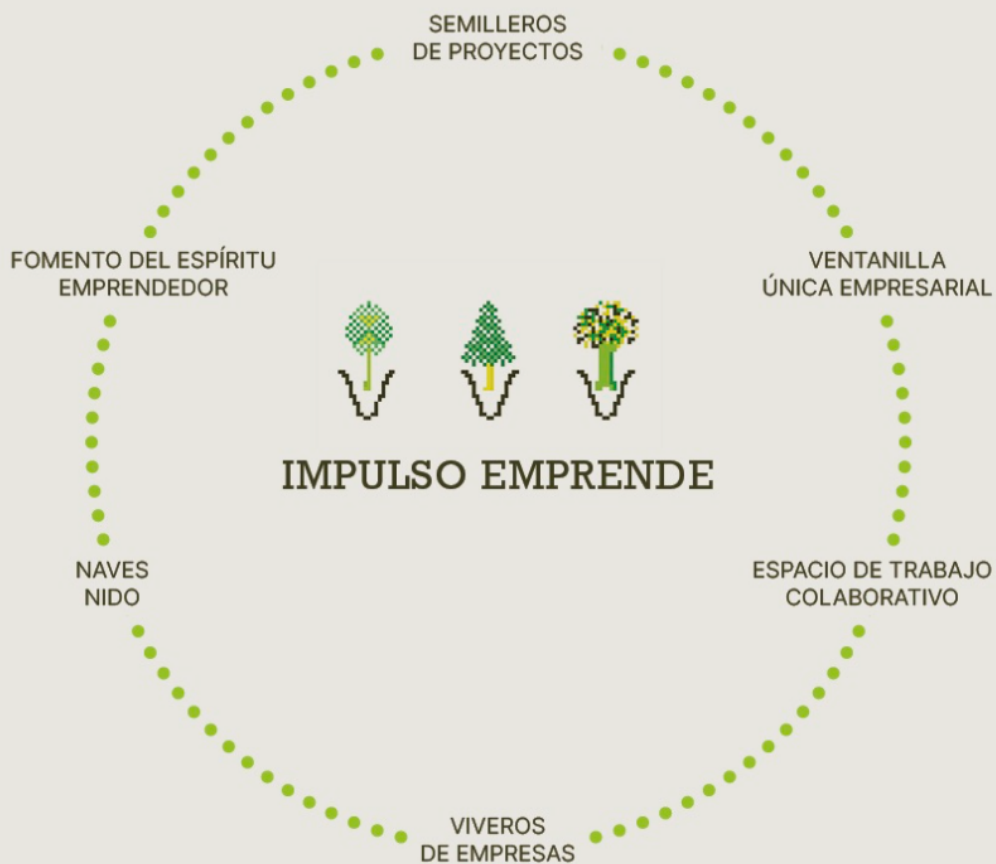 SEMILLEROS
DE PROYECTOS
FOMENTO DEL ESPÍRITU
EMPRENDEDOR
VENTANILLA
ÚNICA EMPRESARIAL
IMPULSO EMPRENDE
NAVES
NIDO
ESPACIO DE TRABAJO
COLABORATIVO
VIVEROS
DE EMPRESAS